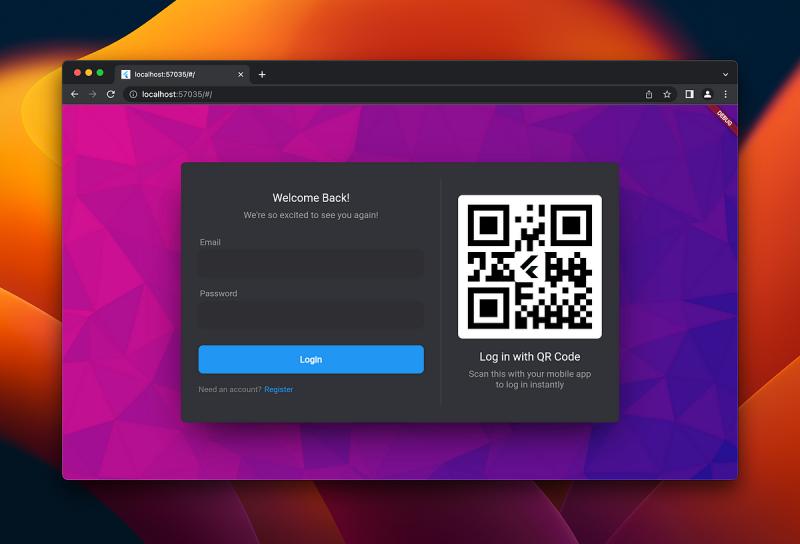 localhost:57035/#/
localhost:57035/#/
DEBUG
Welcome Back!
We're so excited to see you again!
Email
Password
Login
Need an account? Register
Log in with QR Code
Scan this with your mobile app
to log in instantly